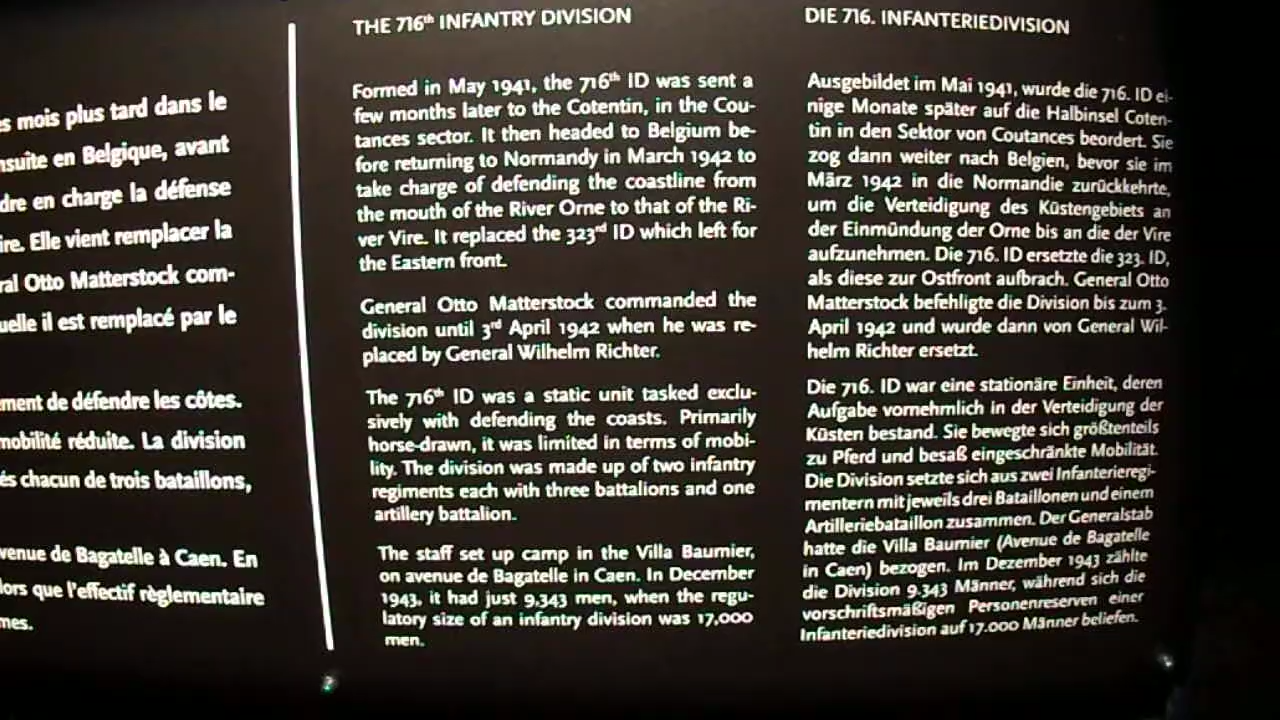 es mois plus tard dans le
nsuite en Belgique, avant
dre en charge la défense
ire. Elle vient remplacer la
ral Otto Matterstock com-
uelle il est remplacé par le
ement de défendre les côtes.
mobilité réduite. La division
és chacun de trois bataillons,
venue de Bagatelle à Caen. En
lors que l'effectif règlementaire
mes.
THE 716th INFANTRY DIVISION
Formed in May 1941, the 716th ID was sent a
few months later to the Cotentin, in the Cou-
tances sector. It then headed to Belgium be-
fore returning to Normandy in March 1942 to
take charge of defending the coastline from
the mouth of the River Orne to that of the Ri-
ver Vire. It replaced the 323rd ID which left for
the Eastern front.
General Otto Matterstock commanded the
division until 3rd April 1942 when he was re-
placed by General Wilhelm Richter.
The 716th ID was a static unit tasked exclu-
sively with defending the coasts. Primarily
horse-drawn, it was limited in terms of mobi-
lity. The division was made up of two infantry
regiments each with three battalions and one
artillery battalion.
The staff set up camp in the Villa Baumier,
on avenue de Bagatelle in Caen. In December
1943, it had just 9,343 men, when the regu-
latory size of an infantry division was 17,000
men.
DIE 716. INFANTERIEDIVISION
Ausgebildet im Mai 1941, wurde die 716. ID ei-
nige Monate später auf die Halbinsel Coten-
tin in den Sektor von Coutances beordert. Sie
zog dann weiter nach Belgien, bevor sie im
März 1942 in die Normandie zurückkehrte,
um die Verteidigung des Küstengebiets an
der Einmündung der Orne bis an die der Vire
aufzunehmen. Die 716. ID ersetzte die 323. ID,
als diese zur Ostfront aufbrach. General Otto
Matterstock befehligte die Division bis zum 3.
April 1942 und wurde dann von General Wil-
helm Richter ersetzt.
Die 716. ID war eine stationäre Einheit, deren
Aufgabe vornehmlich in der Verteidigung der
Küsten bestand. Sie bewegte sich größtenteils
zu Pferd und besaß eingeschränkte Mobilität.
Die Division setzte sich aus zwei Infanterieregi-
mentern mit jeweils drei Bataillonen und einem
Artilleriebataillon zusammen. Der Generalstab
hatte die Villa Baumier (Avenue de Bagatelle
in Caen) bezogen. Im Dezember 1943 zählte
die Division 9.343 Männer, während sich die
vorschriftsmäßigen Personenreserven einer
Infanteriedivision auf 17.000 Männer beliefen.